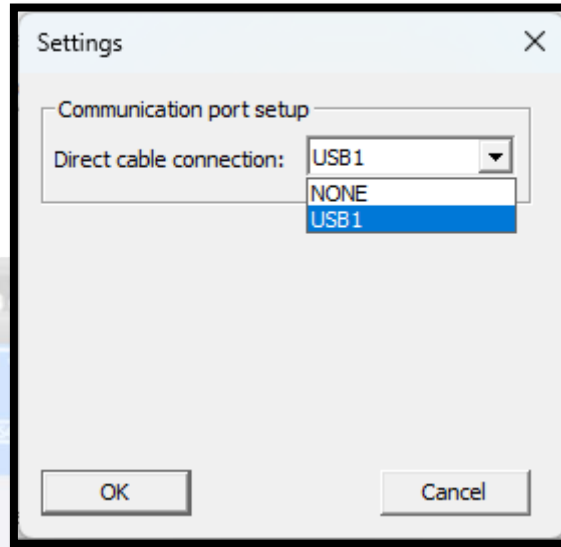 Settings
Communication port setup
Direct cable connection: USB1
NONE
USB1
OK Cancel